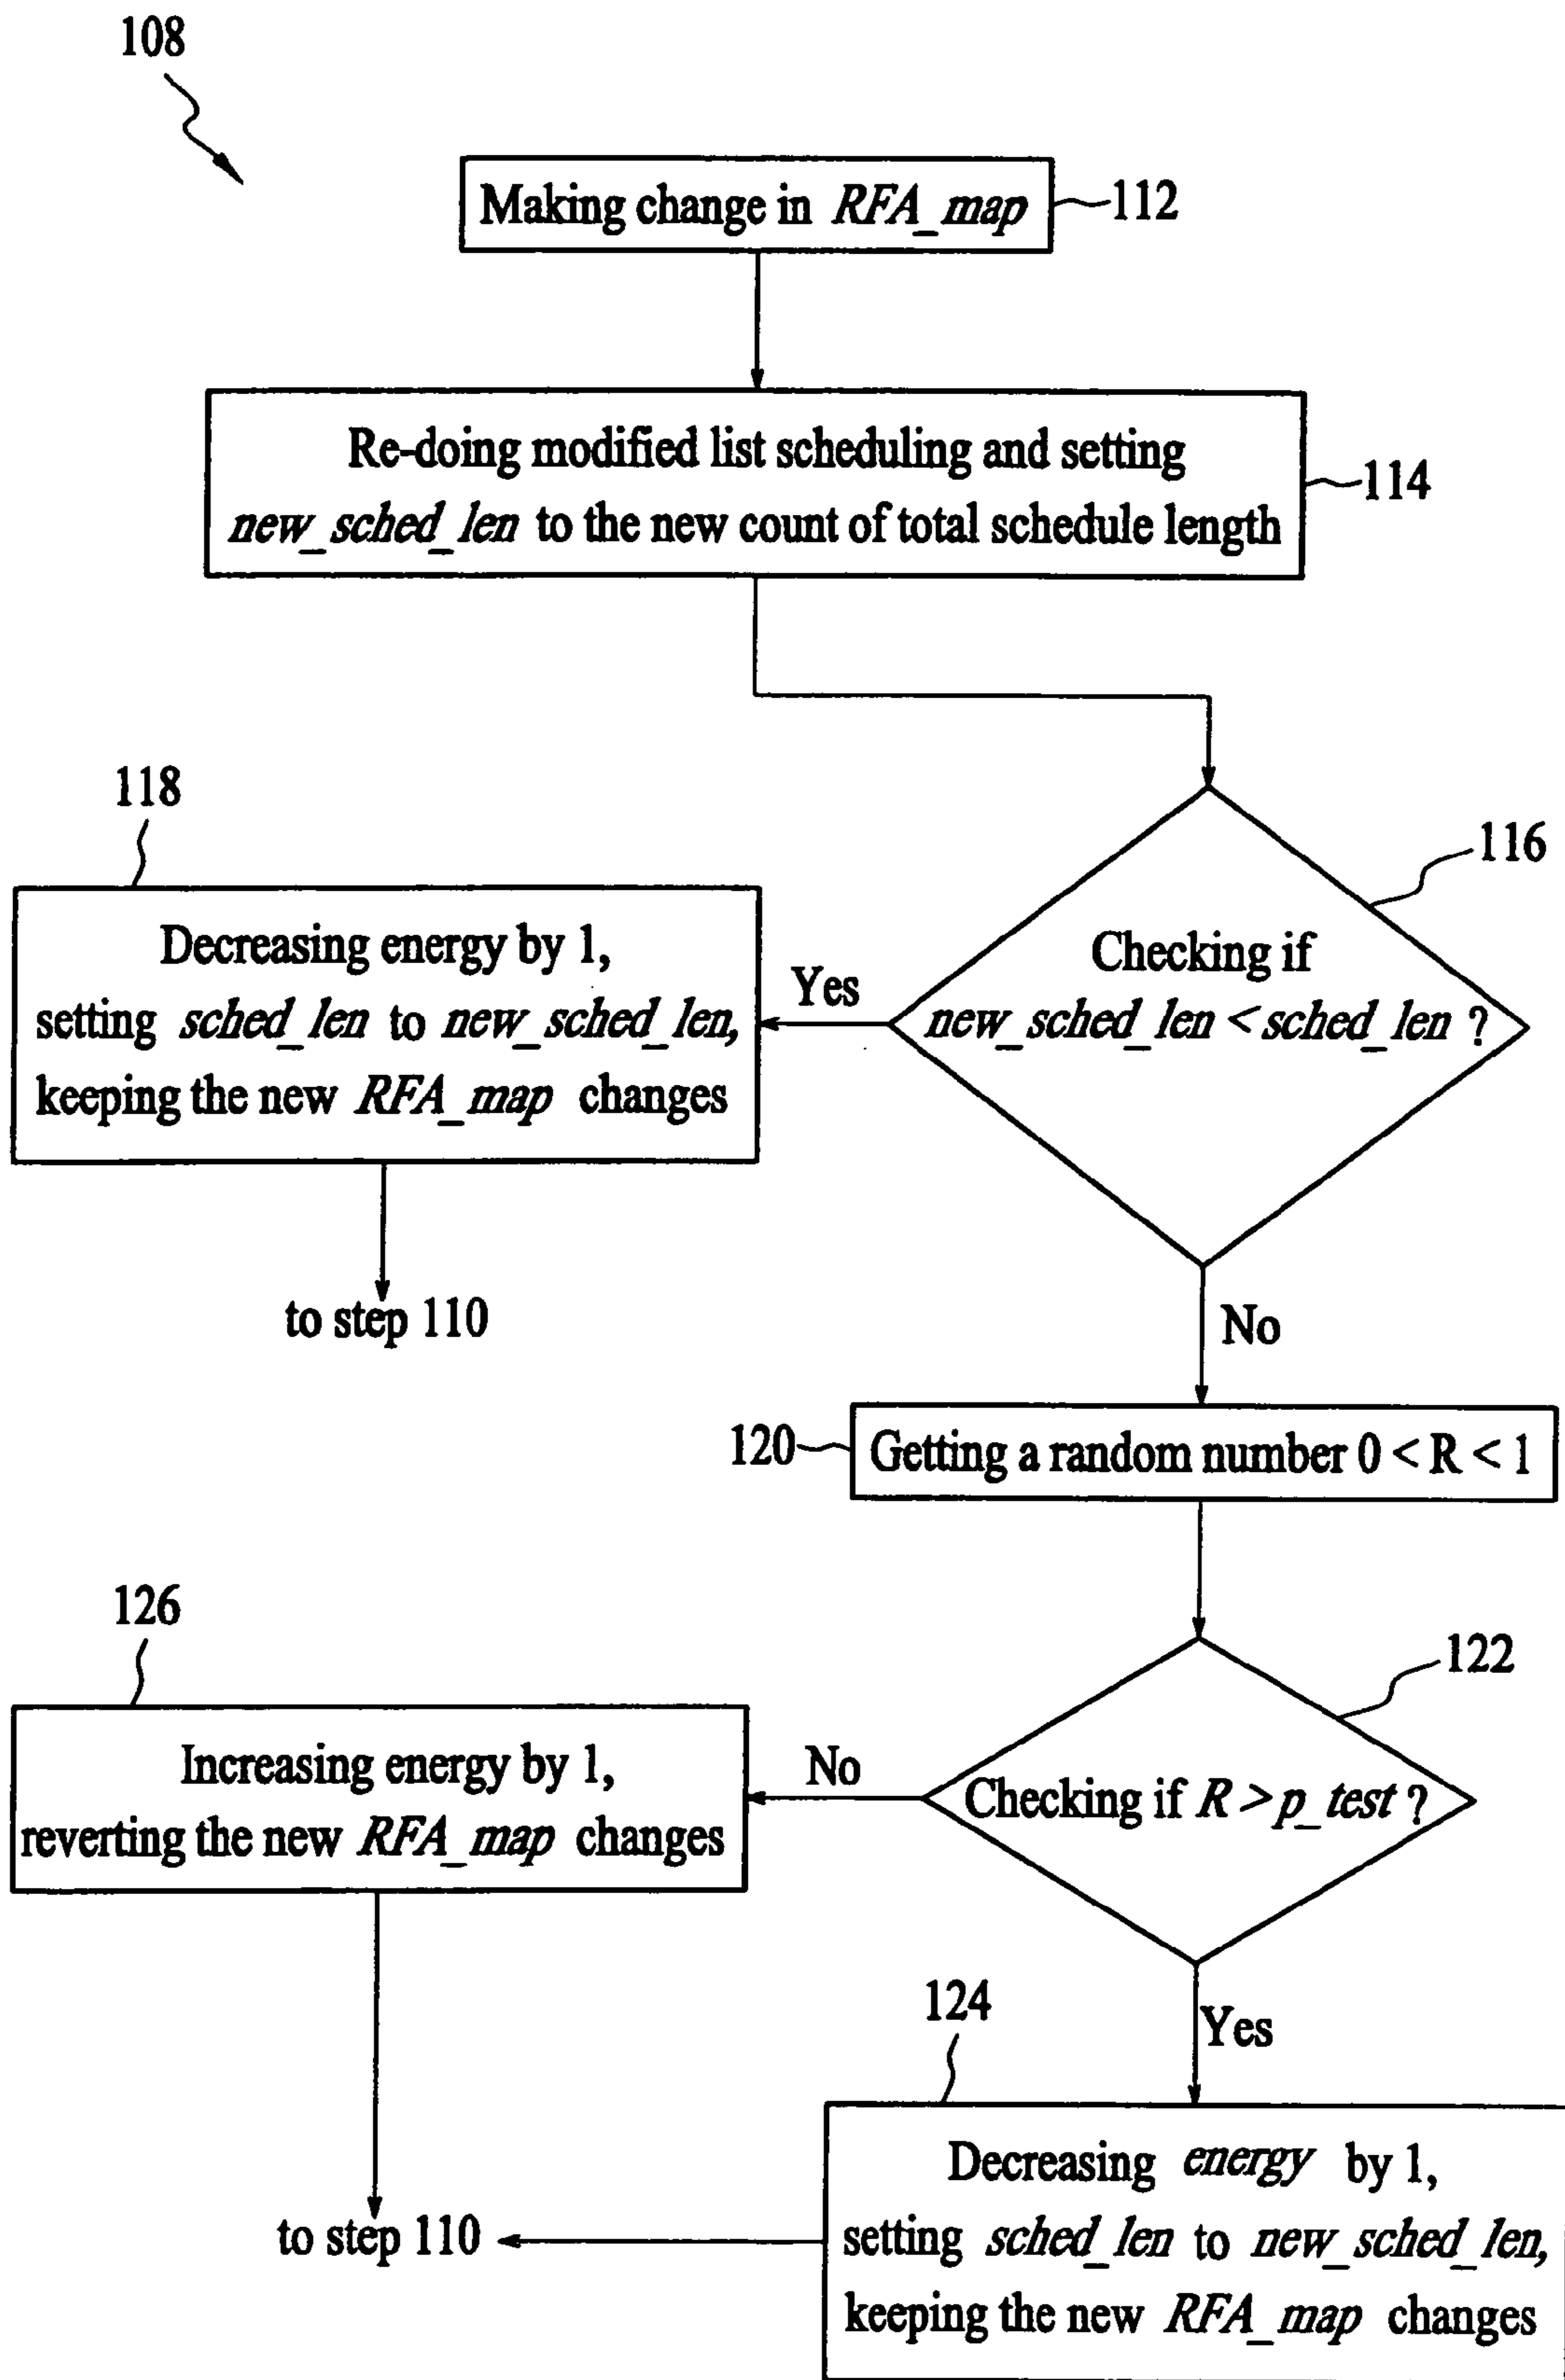 108
Making change in RFA_map
112
Re-doing modified list scheduling and setting
new_sched_len to the new count of total schedule length
114
116
Checking if
new_sched_len < sched_len ?
118
Decreasing energy by 1,
setting sched_len to new_sched_len,
keeping the new RFA_map changes
Yes
to step 110
No
120
Getting a random number 0 < R < 1
122
Checking if R > p_test ?
126
Increasing energy by 1,
reverting the new RFA_map changes
No
Yes
124
Decreasing energy by 1,
setting sched_len to new_sched_len,
keeping the new RFA_map changes
to step 110